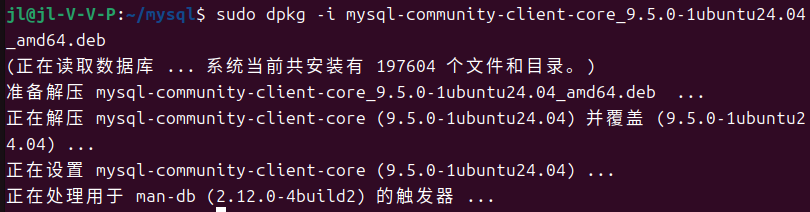 jl@jl-V-V-P:~/mysql$ sudo dpkg -i mysql-community-client-core_9.5.0-1ubuntu24.04
_amd64.deb
(正在读取数据库 ... 系统当前共安装有 197604 个文件和目录。)
准备解压 mysql-community-client-core_9.5.0-1ubuntu24.04_amd64.deb  ...
正在解压 mysql-community-client-core (9.5.0-1ubuntu24.04) 并覆盖 (9.5.0-1ubuntu2
4.04) ...
正在设置 mysql-community-client-core (9.5.0-1ubuntu24.04) ...
正在处理用于 man-db (2.12.0-4build2) 的触发器 ...